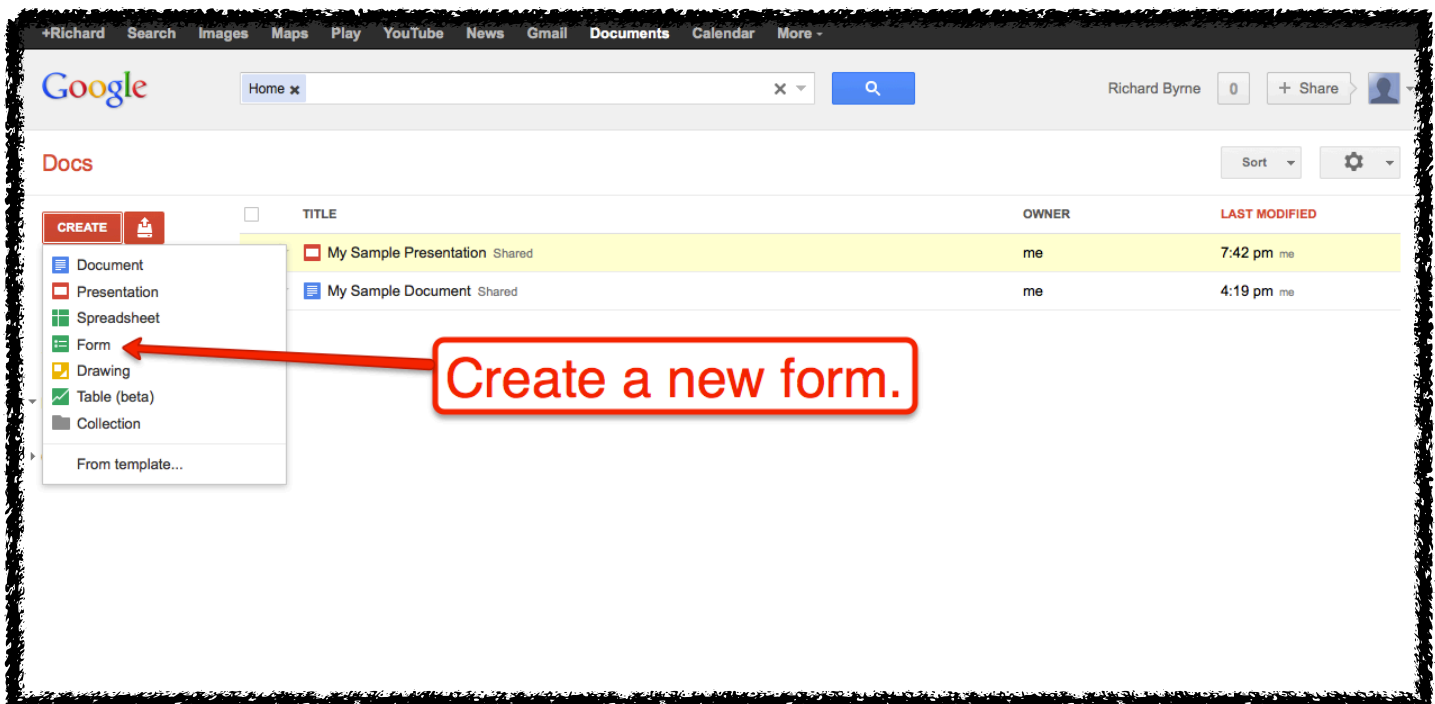 +Richard Search Images Maps Play YouTube News Gmail Documents Calendar More
Google Home Richard Byrne 0 + Share
Docs Sort
CREATE TITLE OWNER LAST MODIFIED
My Sample Presentation Shared me 7:42 pm me
My Sample Document Shared me 4:19 pm me
Document
Presentation
Spreadsheet
Form
Drawing
Table (beta)
Collection
From template...
Create a new form.